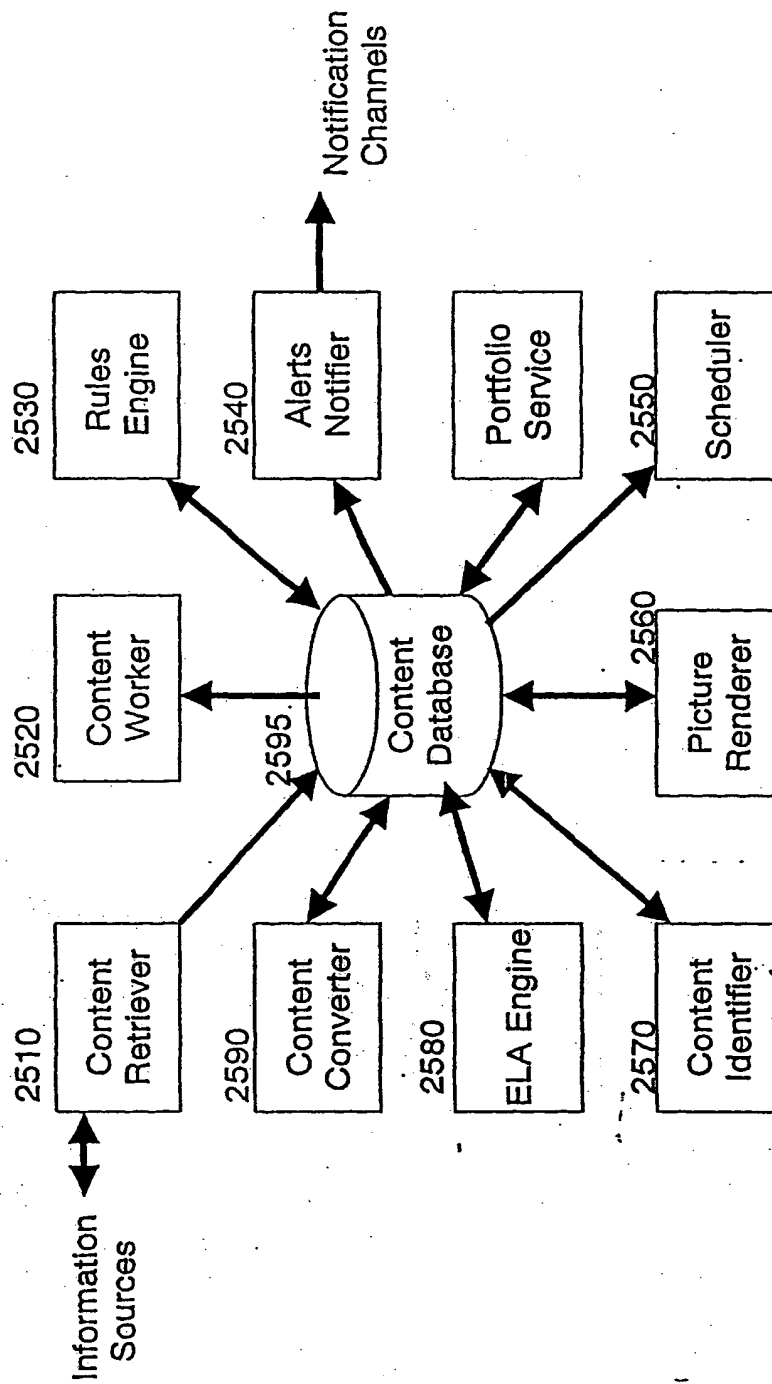 2510
Content
Retriever
2520
Content
Worker
2530
Rules
Engine
Information
Sources
2595.
2590
Content
Converter
Content
Database
2540
Alerts
Notifier
Notification
Channels
2580
ELA Engine
Portfolio
Service
2570
Content
Identifier
2560
Picture
Renderer
2550
Scheduler